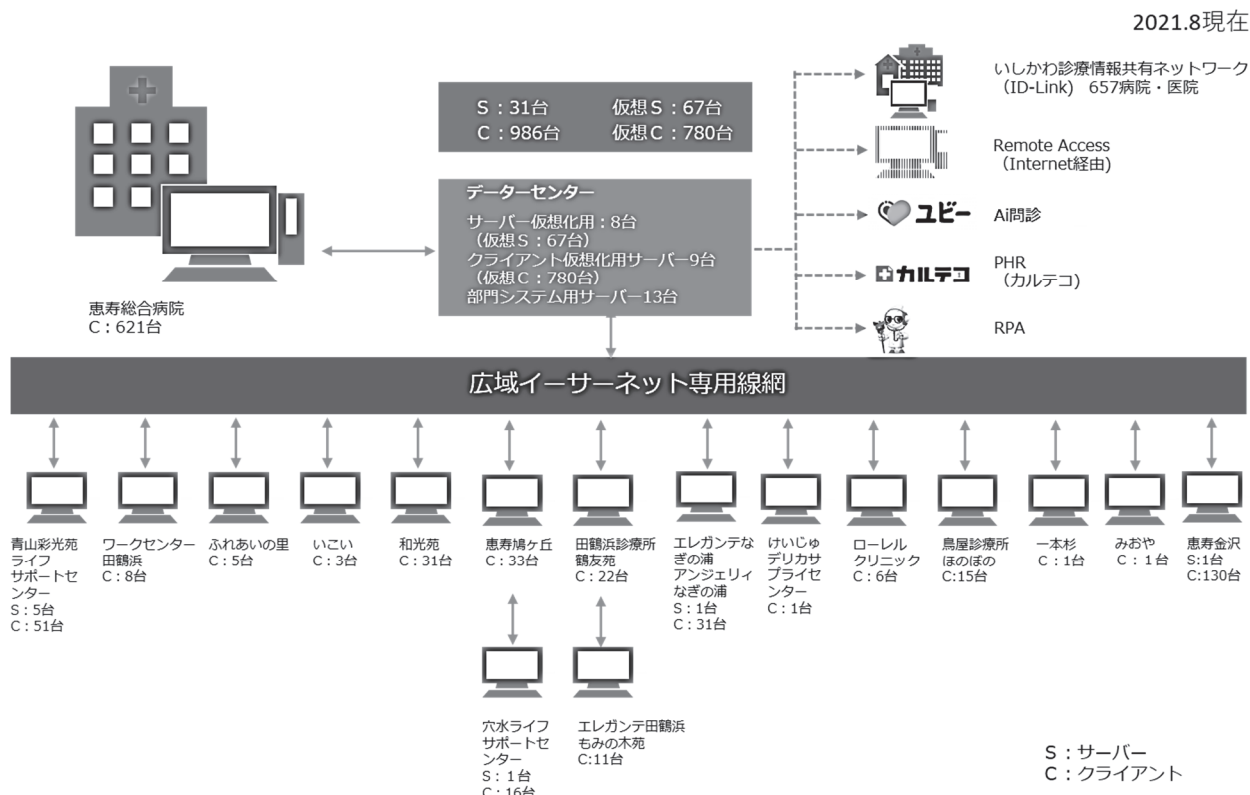 2021.8現在
いしかわ診療情報共有ネットワーク
（ID-Link） 657病院・医院
S：31台 仮想S：67台
C：986台 仮想C：780台
Remote Access
（Internet経由）
データーセンター
サーバー仮想化用：8台
（仮想S：67台）
クライアント仮想化用サーバー9台
（仮想C：780台）
部門システム用サーバー13台
ユビー Ai問診
カルテコ
PHR
（カルテコ）
RPA
恵寿総合病院
C：621台
広域イーサーネット専用線網
青山彩光苑
ライフ
サポートセ
ンター
S：5台
C：51台
ワークセンター
田鶴浜
C：8台
ふれあいの里
C：5台
いこい
C：3台
和光苑
C：31台
恵寿鳩ヶ丘
C：33台
田鶴浜診療所
鶴友苑
C：22台
エレガンテな
ぎの浦
アンジェリィ
なぎの浦
S：1台
C：31台
けいじゅ
デリカサ
プライセ
ンター
C：1台
ローレル
クリニック
C：6台
鳥屋診療所
ほのぼの
C:15台
一本杉
C：1台
みおや
C：1台
恵寿金沢
S:1台
C:130台
穴水ライフ
サポートセ
ンター
S：1台
C：16台
エレガンテ田鶴浜
もみの木苑
C:11台
S：サーバー
C：クライアント